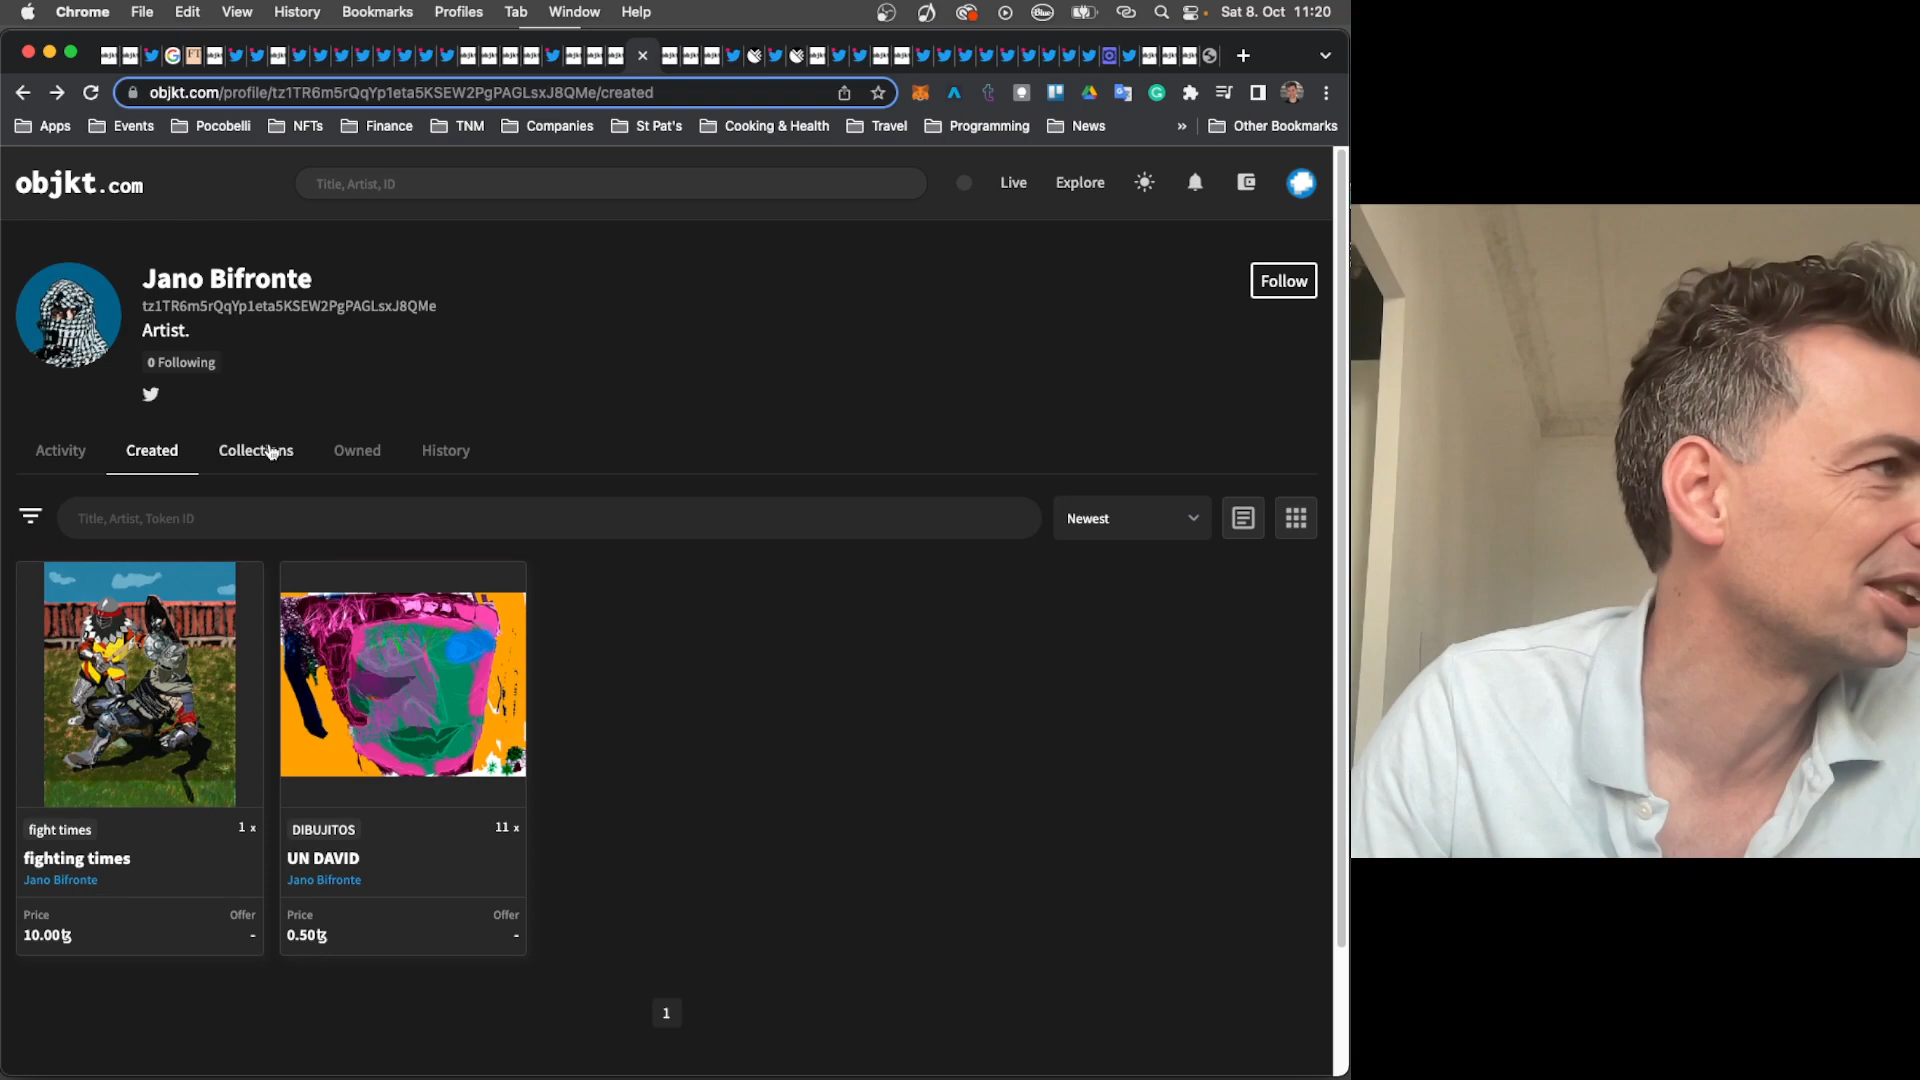 Chrome File Edit View History Bookmarks Profiles Tab Window Help Blue Sat 8. Oct 11:20
objkt.com/profile/tz1TR6m5rQqYp1eta5KSEW2PgPAGLsxJ8QMe/created
Apps Events Pocobelli NFTs Finance TNM Companies St Pat's Cooking & Health Travel Programming News » Other Bookmarks
objkt.com Title, Artist, ID Live Explore
Jano Bifronte Follow
tz1TR6m5rQqYp1eta5KSEW2PgPAGLsxJ8QMe
Artist.
0 Following
Activity Created Collections Owned History
Title, Artist, Token ID Newest
fight times 1 x
fighting times
Jano Bifronte
Price Offer
10.00ꜩ -
DIBUJITOS 11 x
UN DAVID
Jano Bifronte
Price Offer
0.50ꜩ -
1